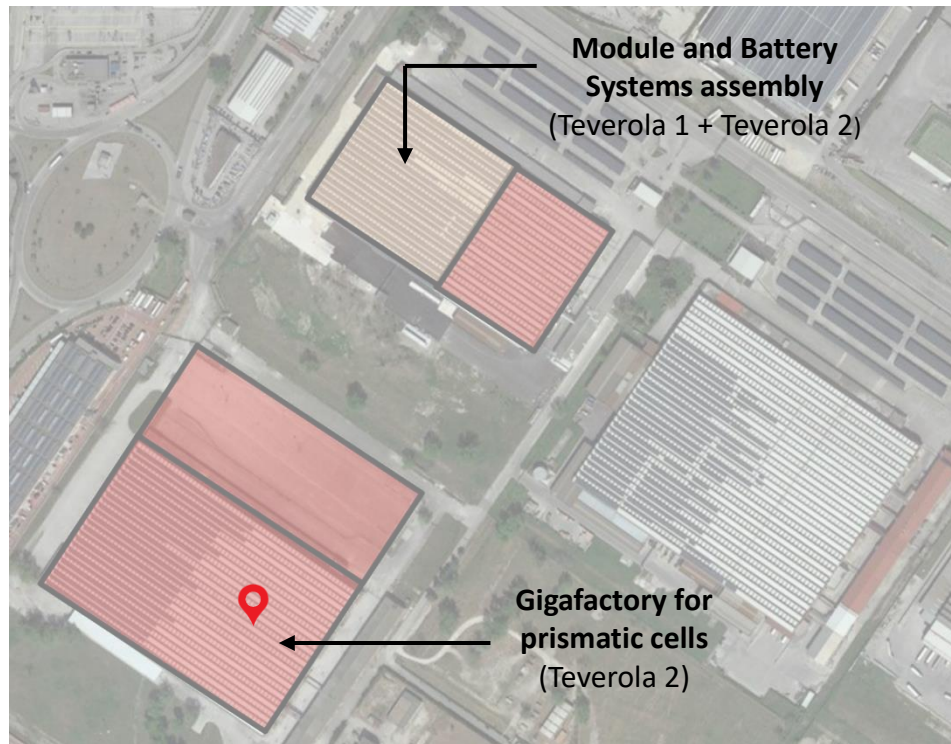 Module and Battery
Systems assembly
(Teverola 1 + Teverola 2)
Gigafactory for
prismatic cells
(Teverola 2)